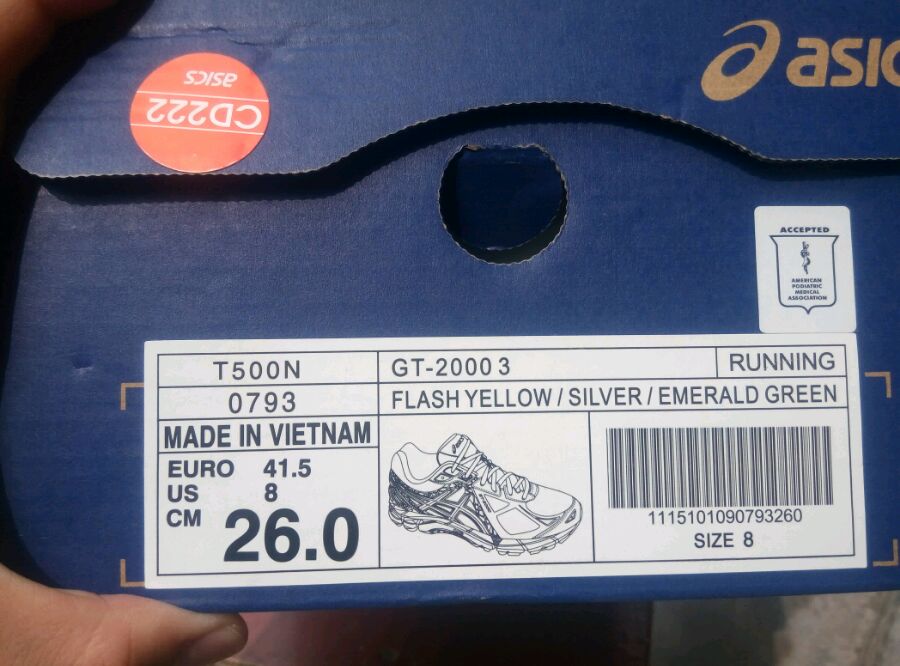 asics
CD222
asics
ACCEPTED
AMERICAN
PODIATRIC
MEDICAL
ASSOCIATION
T500N
GT-2000 3
RUNNING
0793
FLASH YELLOW / SILVER / EMERALD GREEN
MADE IN VIETNAM
EURO 41.5
US 8
CM 26.0
asics
1115101090793260
SIZE 8